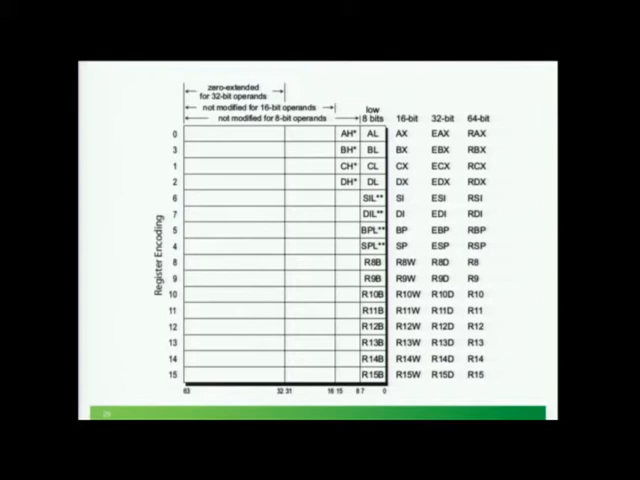 zero-extended
for 32-bit operands
not modified for 16-bit operands
not modified for 8-bit operands
low
8 bits 16-bit 32-bit 64-bit
0 AH* AL AX EAX RAX
3 BH* BL BX EBX RBX
1 CH* CL CX ECX RCX
2 DH* DL DX EDX RDX
6 SIL** SI ESI RSI
7 DIL** DI EDI RDI
5 BPL** BP EBP RBP
4 SPL** SP ESP RSP
8 R8B R8W R8D R8
9 R9B R9W R9D R9
10 R10B R10W R10D R10
11 R11B R11W R11D R11
12 R12B R12W R12D R12
13 R13B R13W R13D R13
14 R14B R14W R14D R14
15 R15B R15W R15D R15
Register Encoding
63 32 31 16 15 8 7 0
29